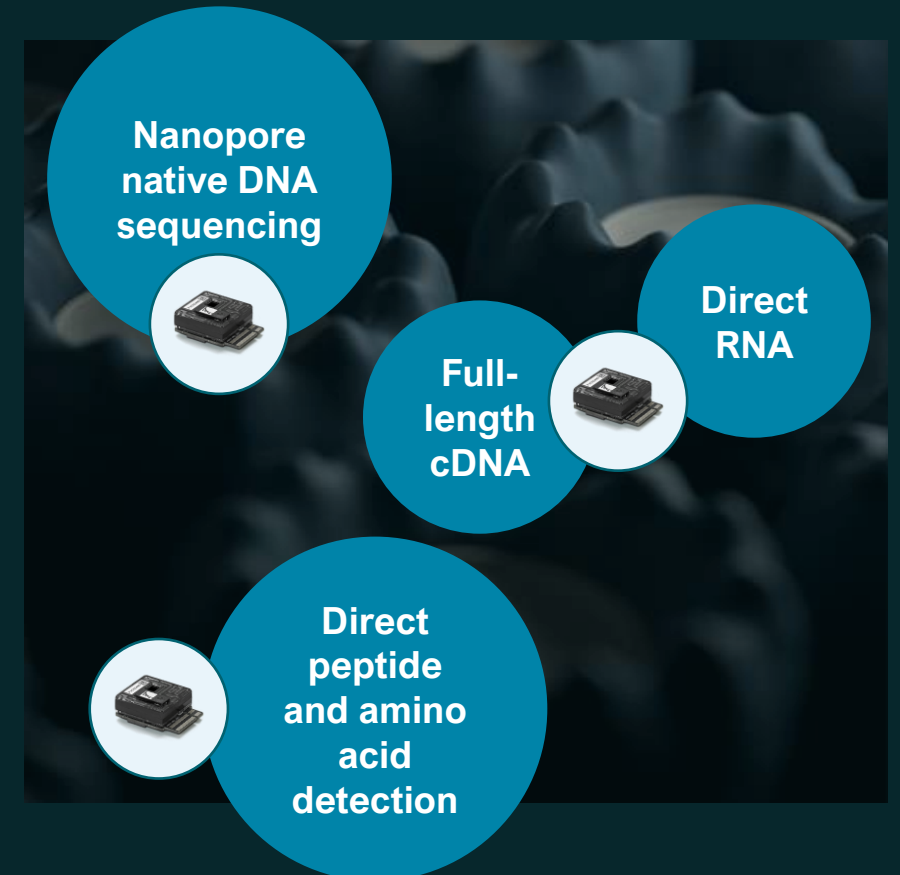 Nanopore
native DNA
sequencing
Direct
RNA
Full-
length
cDNA
Direct
peptide
and amino
acid
detection